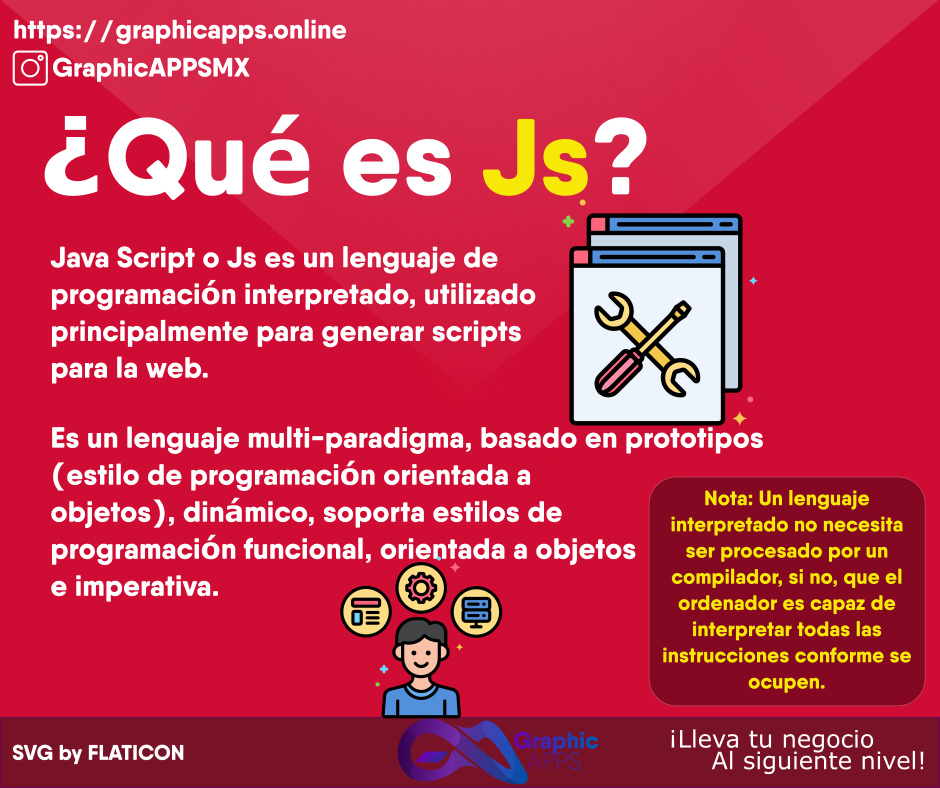 https://graphicapps.online
GraphicAPPSMX
¿Qué es Js?
Java Script o Js es un lenguaje de
programación interpretado, utilizado
principalmente para generar scripts
para la web.
Es un lenguaje multi-paradigma, basado en prototipos
(estilo de programación orientada a
objetos), dinámico, soporta estilos de
programación funcional, orientada a objetos
e imperativa.
Nota: Un lenguaje
interpretado no necesita
ser procesado por un
compilador, si no, que el
ordenador es capaz de
interpretar todas las
instrucciones conforme se
ocupen.
SVG by FLATICON
Graphic
APPS
¡Lleva tu negocio
Al siguiente nivel!